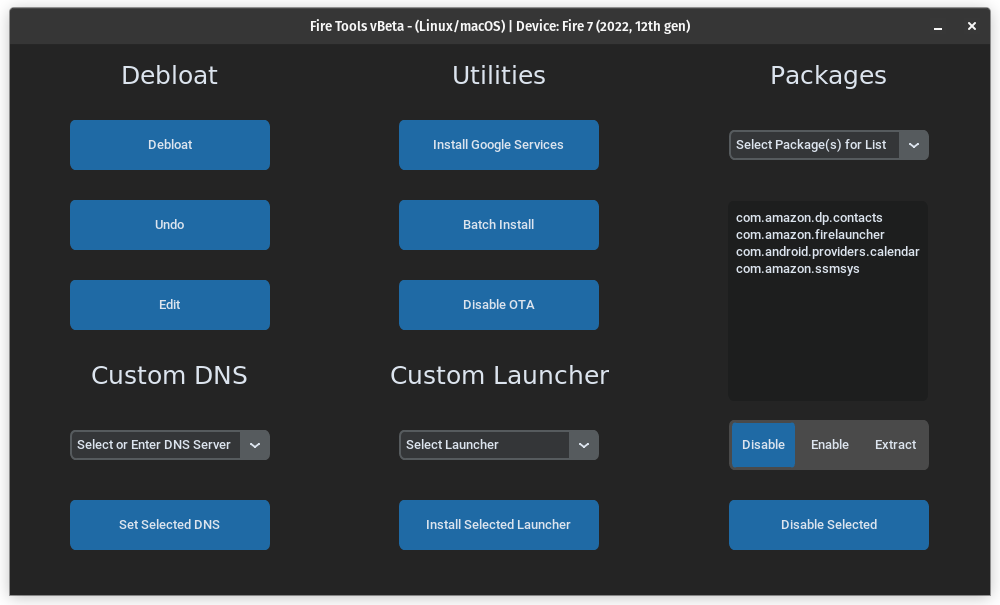 Fire Tools vBeta - (Linux/macOS) | Device: Fire 7 (2022, 12th gen)
Debloat
Utilities
Packages
Debloat
Install Google Services
Select Package(s) for List
Undo
Batch Install
com.amazon.dp.contacts
com.amazon.firelauncher
com.android.providers.calendar
com.amazon.ssmsys
Edit
Disable OTA
Custom DNS
Custom Launcher
Select or Enter DNS Server
Select Launcher
Disable
Enable
Extract
Set Selected DNS
Install Selected Launcher
Disable Selected